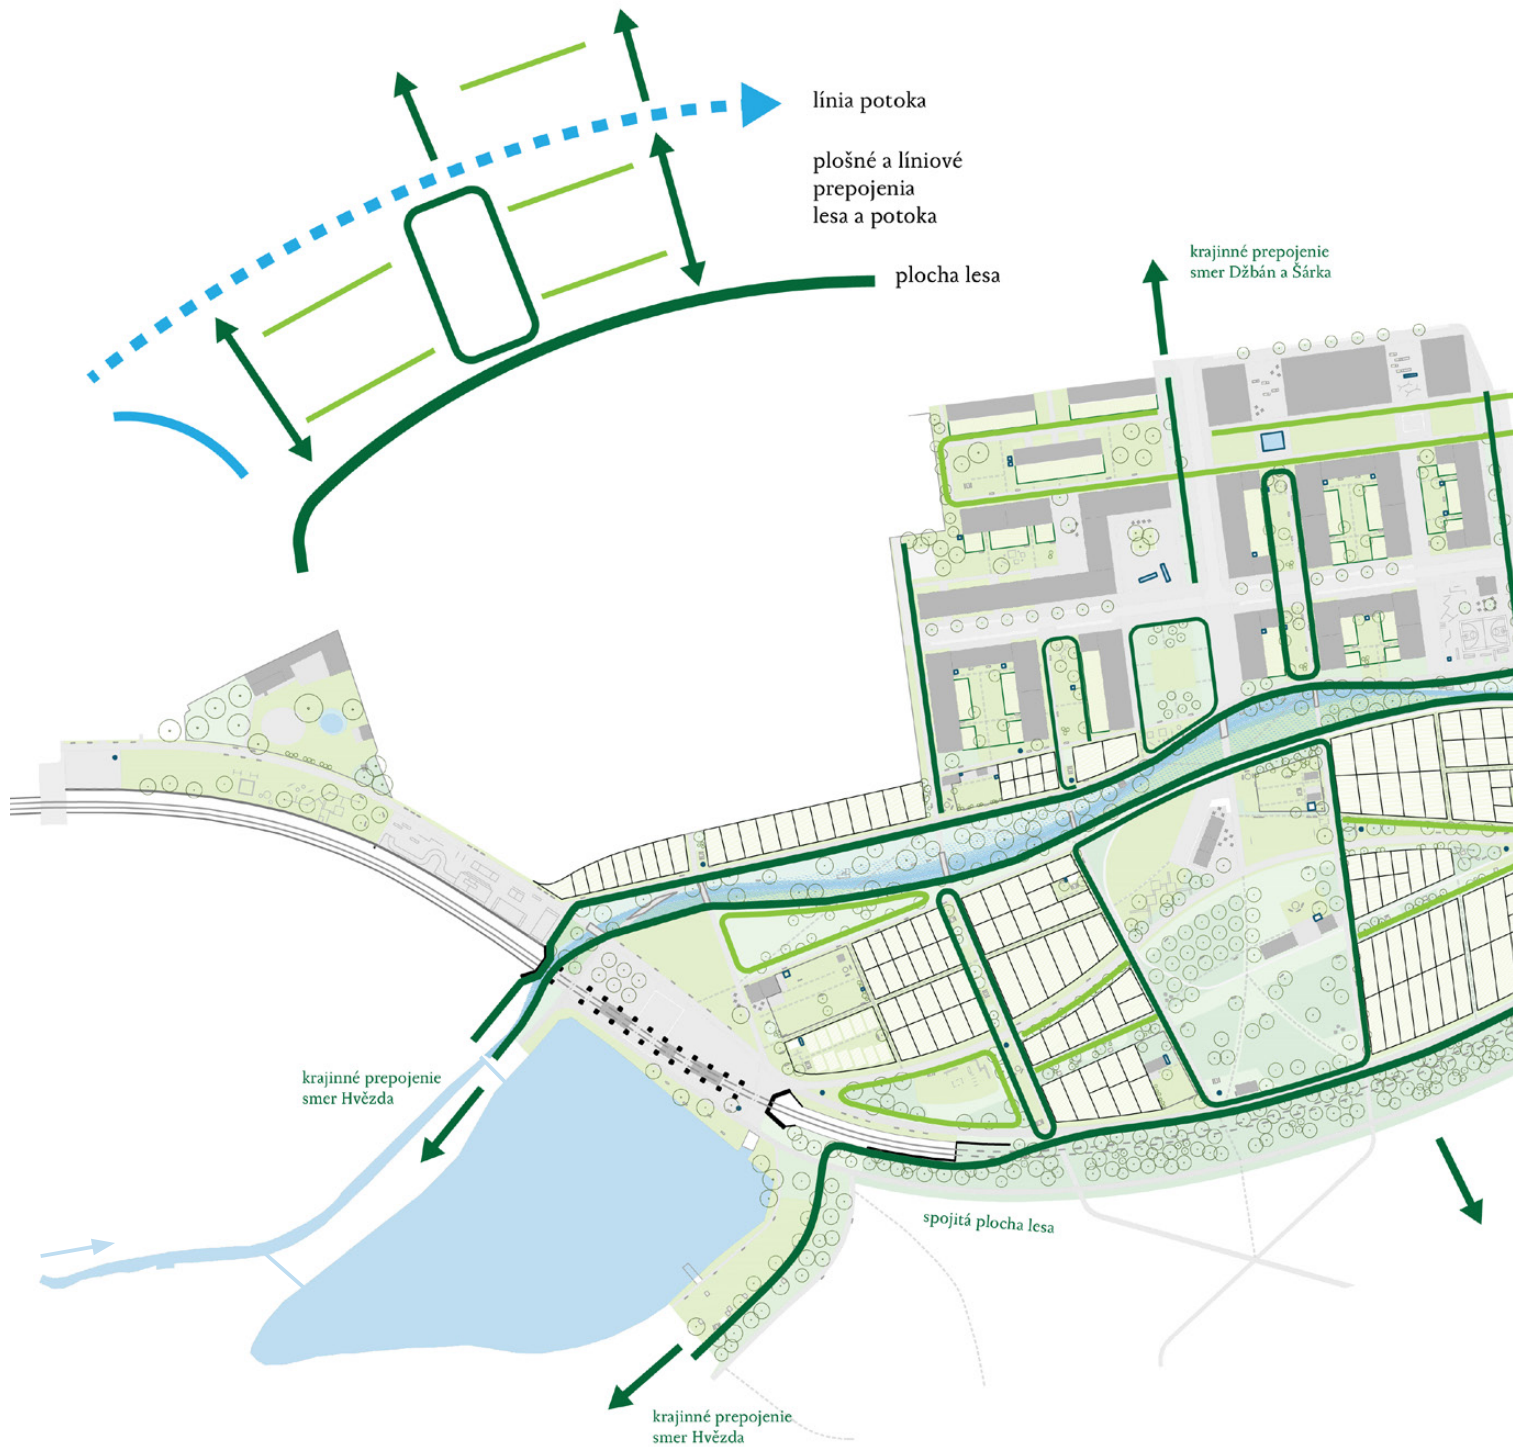 línia potoka
plošné a líniové
prepojenia
lesa a potoka
plocha lesa
krajinné prepojenie
smer Džbán a Šárka
krajinné prepojenie
smer Hvězda
spojitá plocha lesa
krajinné prepojenie
smer Hvězda